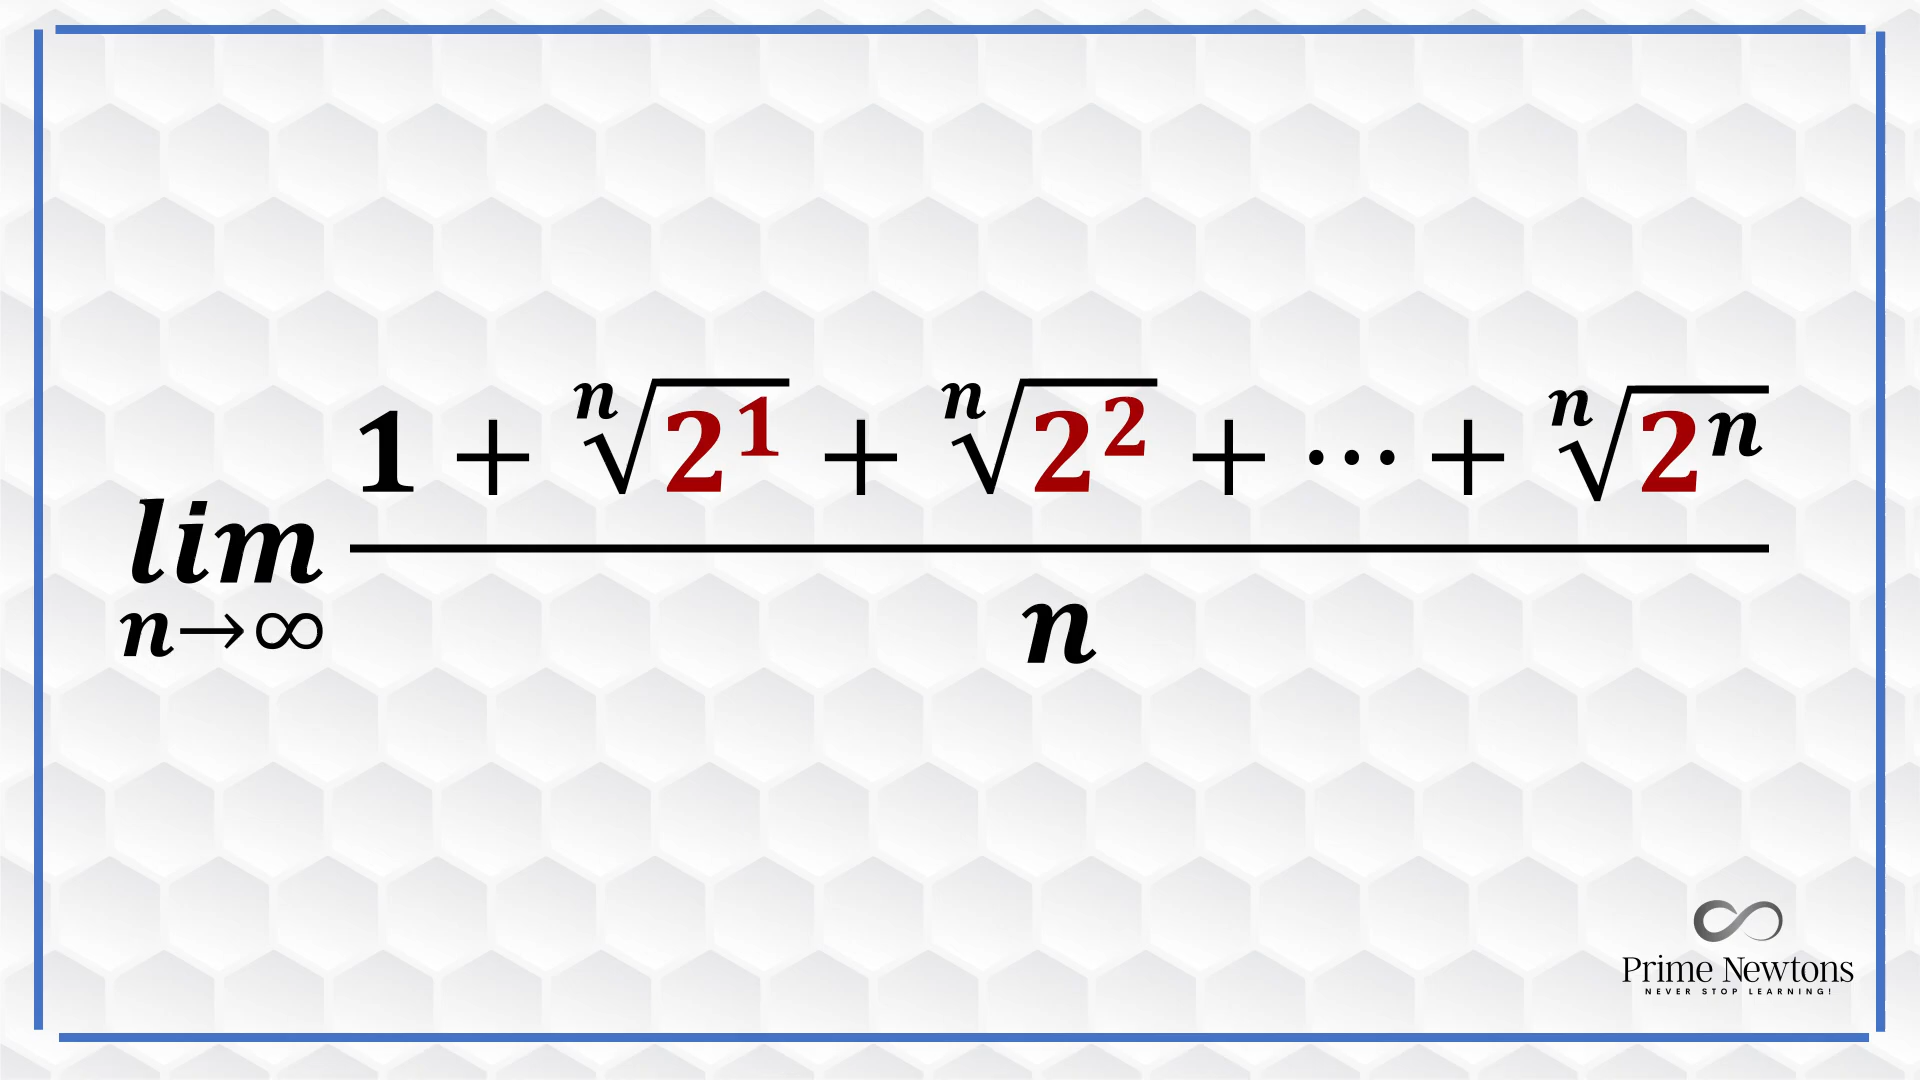 lim n→∞ (1 + ⁿ√2¹ + ⁿ√2² + ⋯ + ⁿ√2ⁿ) / n
Prime Newtons
NEVER STOP LEARNING!